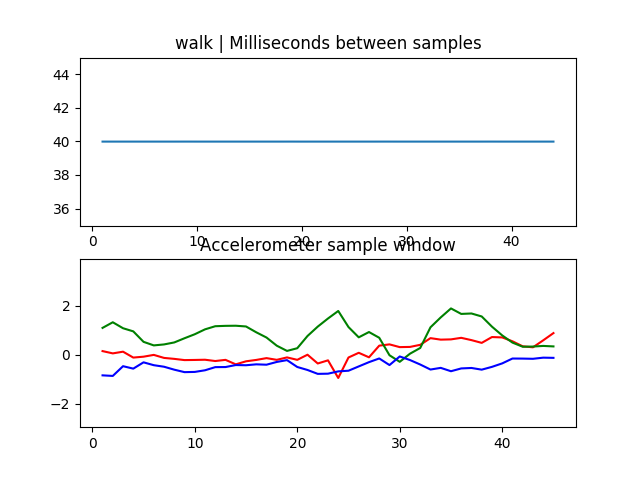 walk | Milliseconds between samples
44
42
40
38
36
0 10 20 30 40
Accelerometer sample window
2
0
−2
0 10 20 30 40